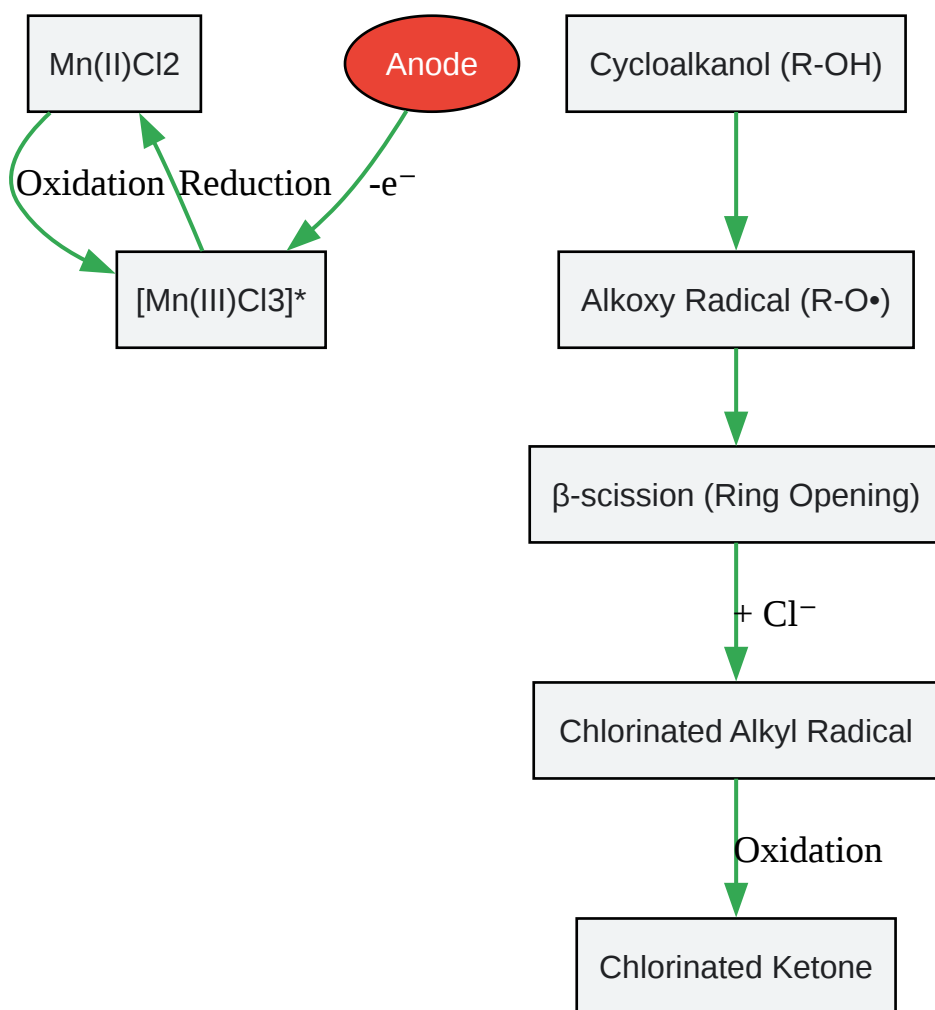 Mn(II)Cl2
Anode
Cycloalkanol (R-OH)
Oxidation
Reduction
-e⁻
[Mn(III)Cl3]*
Alkoxy Radical (R-O•)
β-scission (Ring Opening)
+ Cl⁻
Chlorinated Alkyl Radical
Oxidation
Chlorinated Ketone